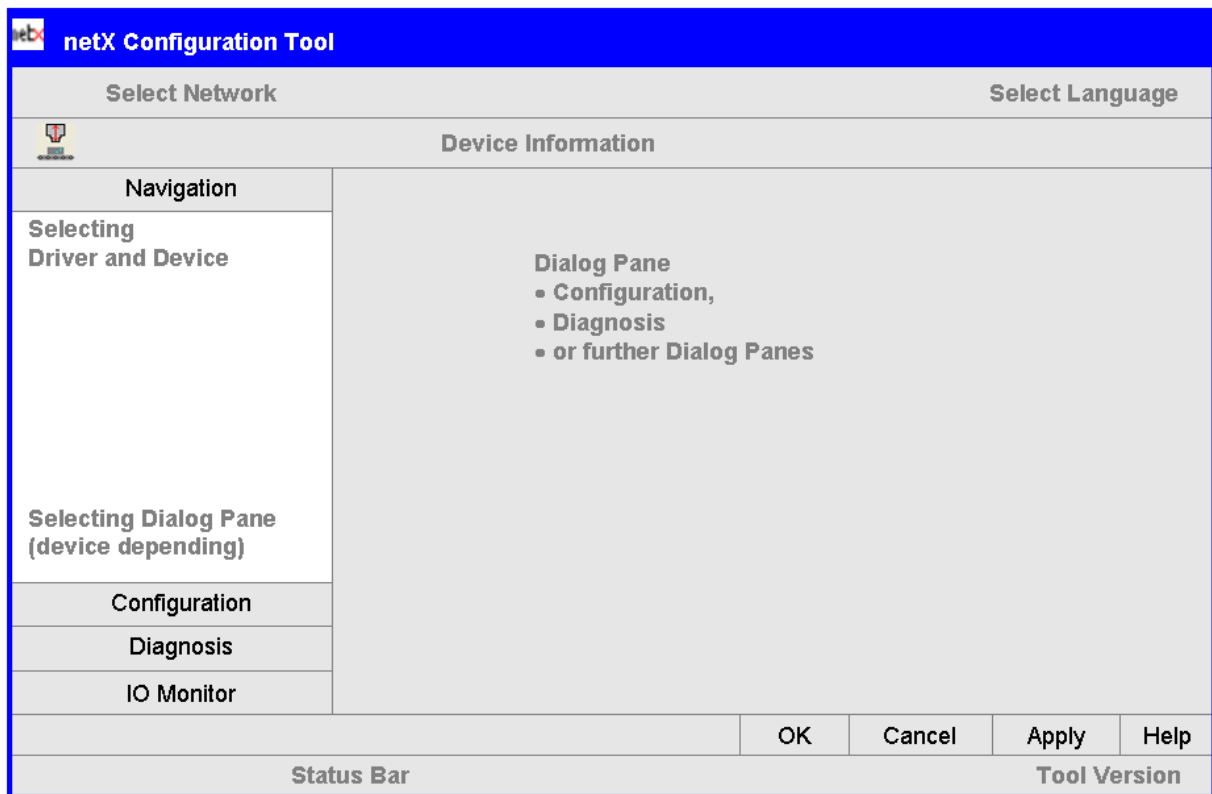 netX netX Configuration Tool
Select Network Select Language
Device Information
Navigation
Selecting
Driver and Device
Dialog Pane
• Configuration,
• Diagnosis
• or further Dialog Panes
Selecting Dialog Pane
(device depending)
Configuration
Diagnosis
IO Monitor
OK Cancel Apply Help
Status Bar Tool Version